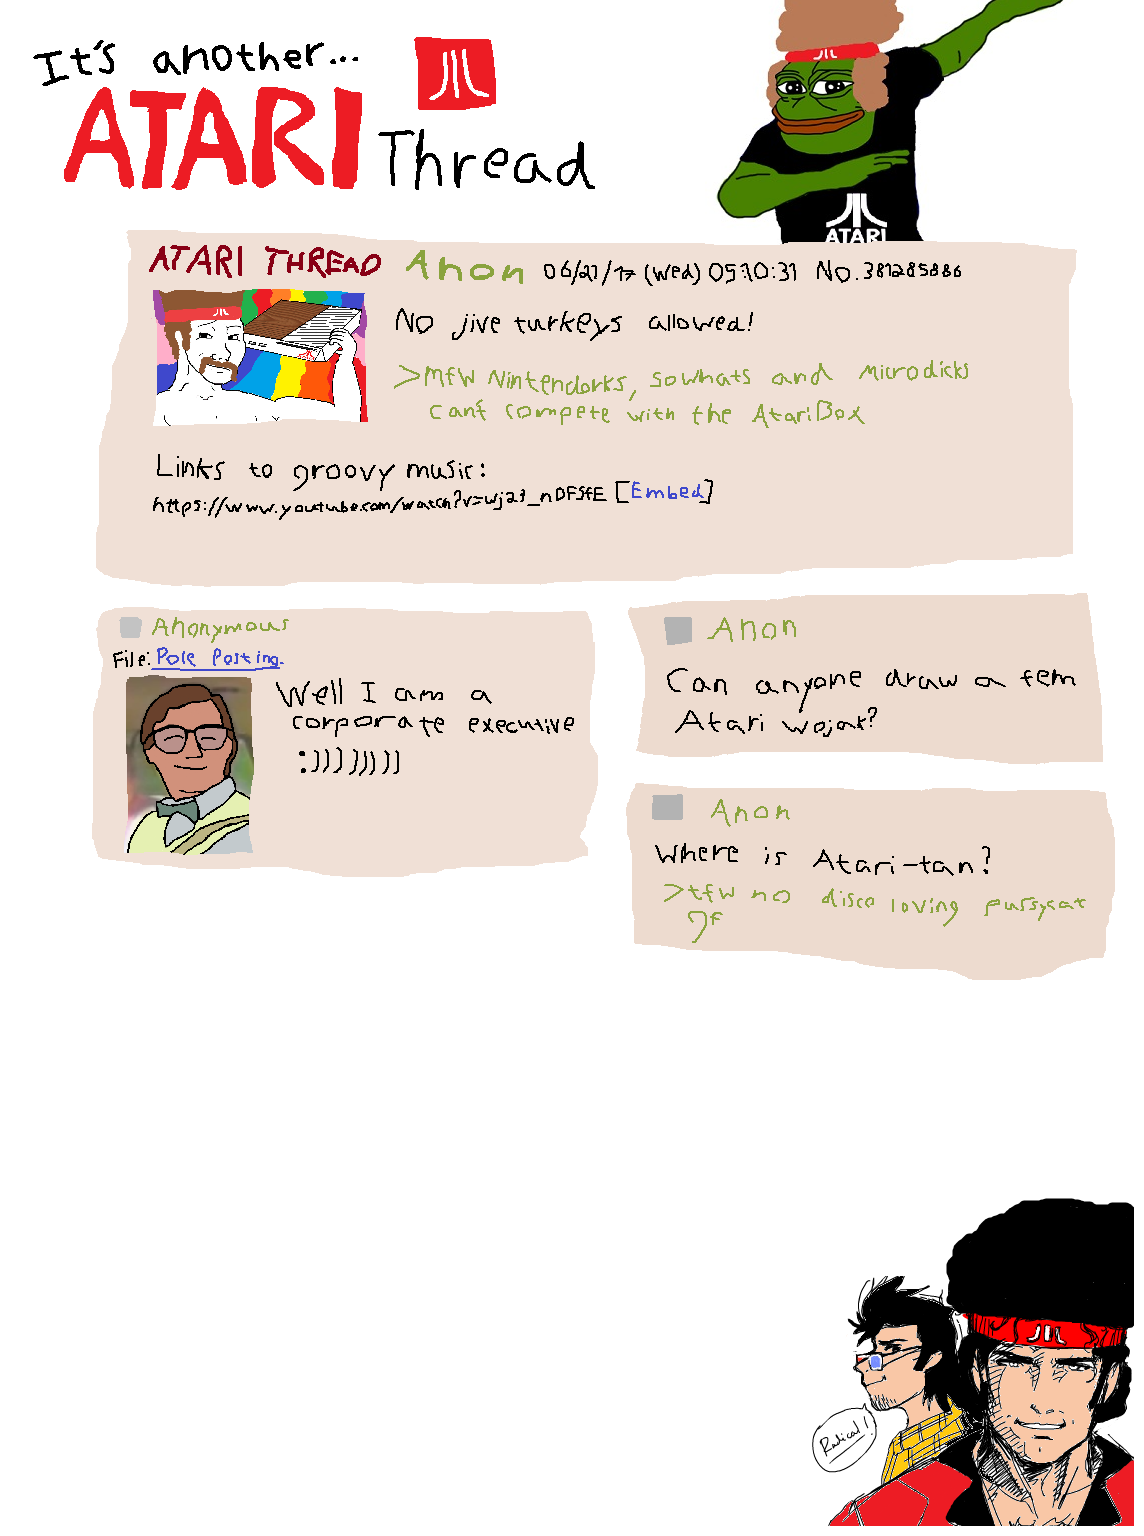 It's another...
ATARI
Thread
ATARI
ATARI THREAD Anon 06/21/17 (Wed) 05:10:31 No.381285886
No jive turkeys allowed!
>mfw Nintendorks, sowhats and Microdicks
can't compete with the AtariBox
Links to groovy music:
https://www.youtube.com/watch?v=wj23_nDFSfE [Embed]
Anonymous
File: Pole Posting.
Well I am a
corporate executive
:))))))))
Anon
Can anyone draw a fem
Atari wojak?
Anon
Where is Atari-tan?
>tfw no disco loving pussycat
gf
Radical!